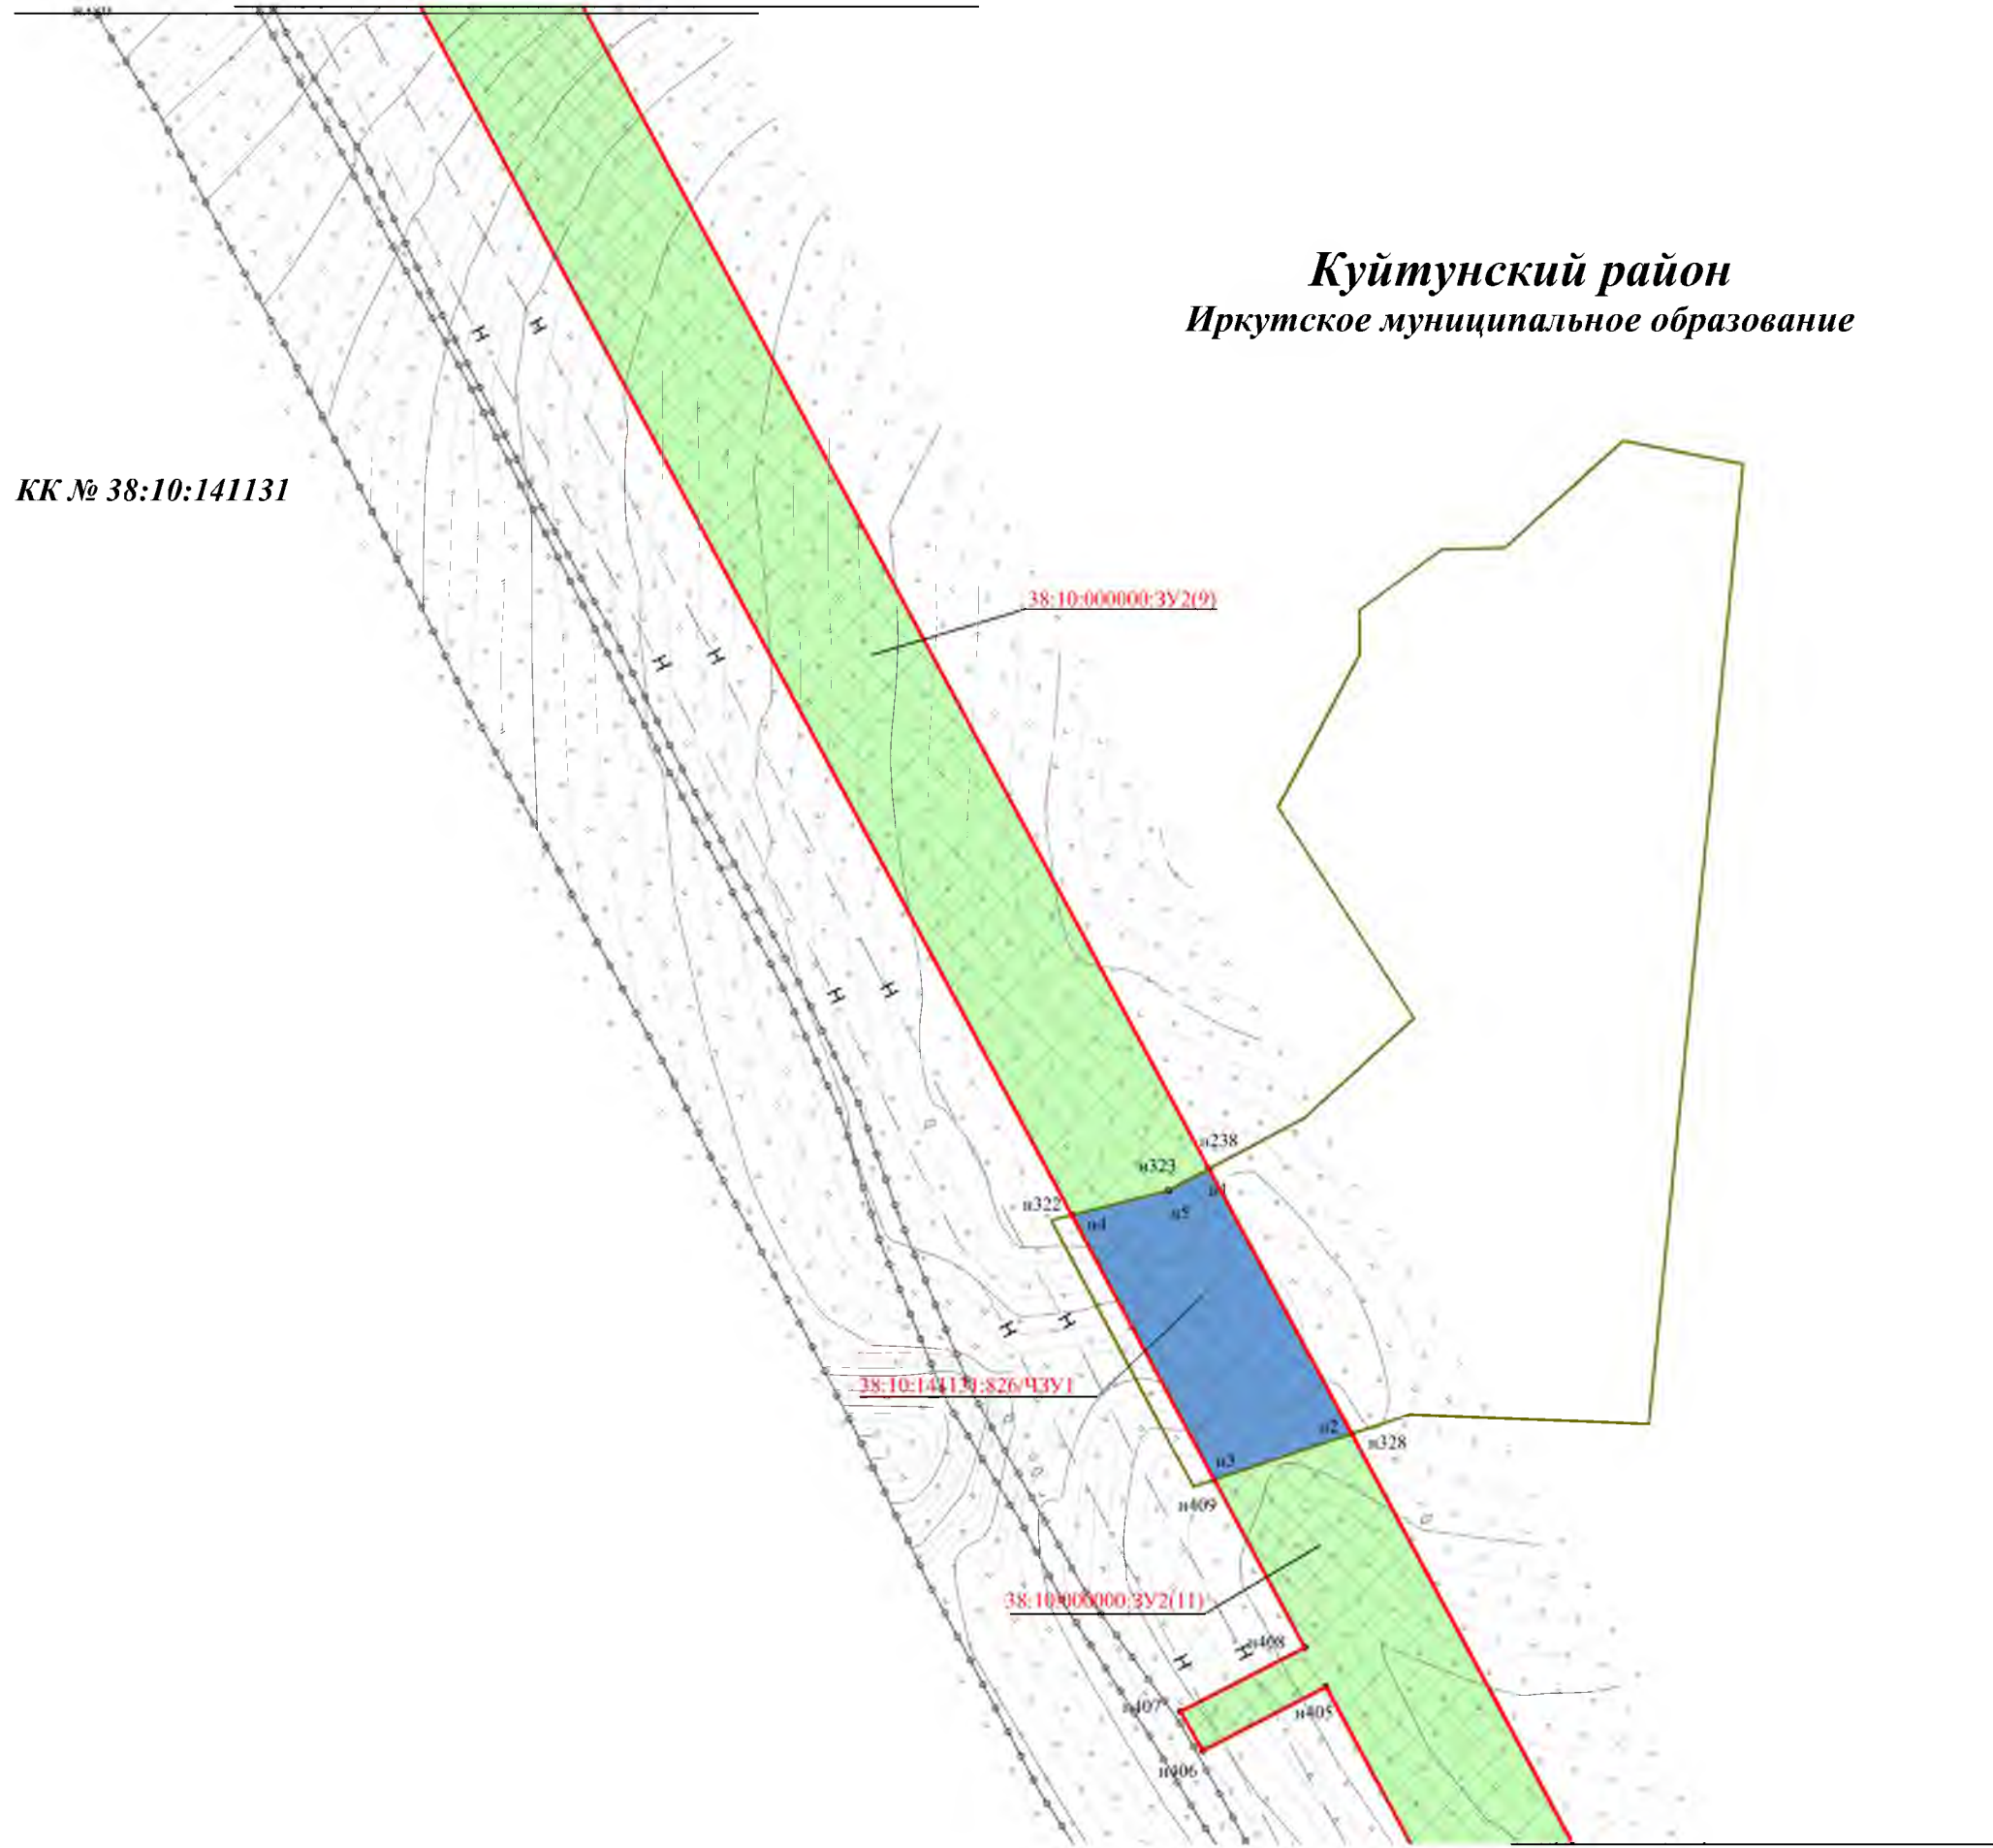 Куйтунский район
Иркутское муниципальное образование
КК № 38:10:141131
38:10:000000:ЗУ2(9)
Н Н
Н Н
Н Н
н238
н323
н1
н322
н5
н4
Н Н
38:10:141131:826/ЧЗУ1
н2
н328
н3
н409
38:10:000000:ЗУ2(11)
Н Н
н408
н407
н405
н406